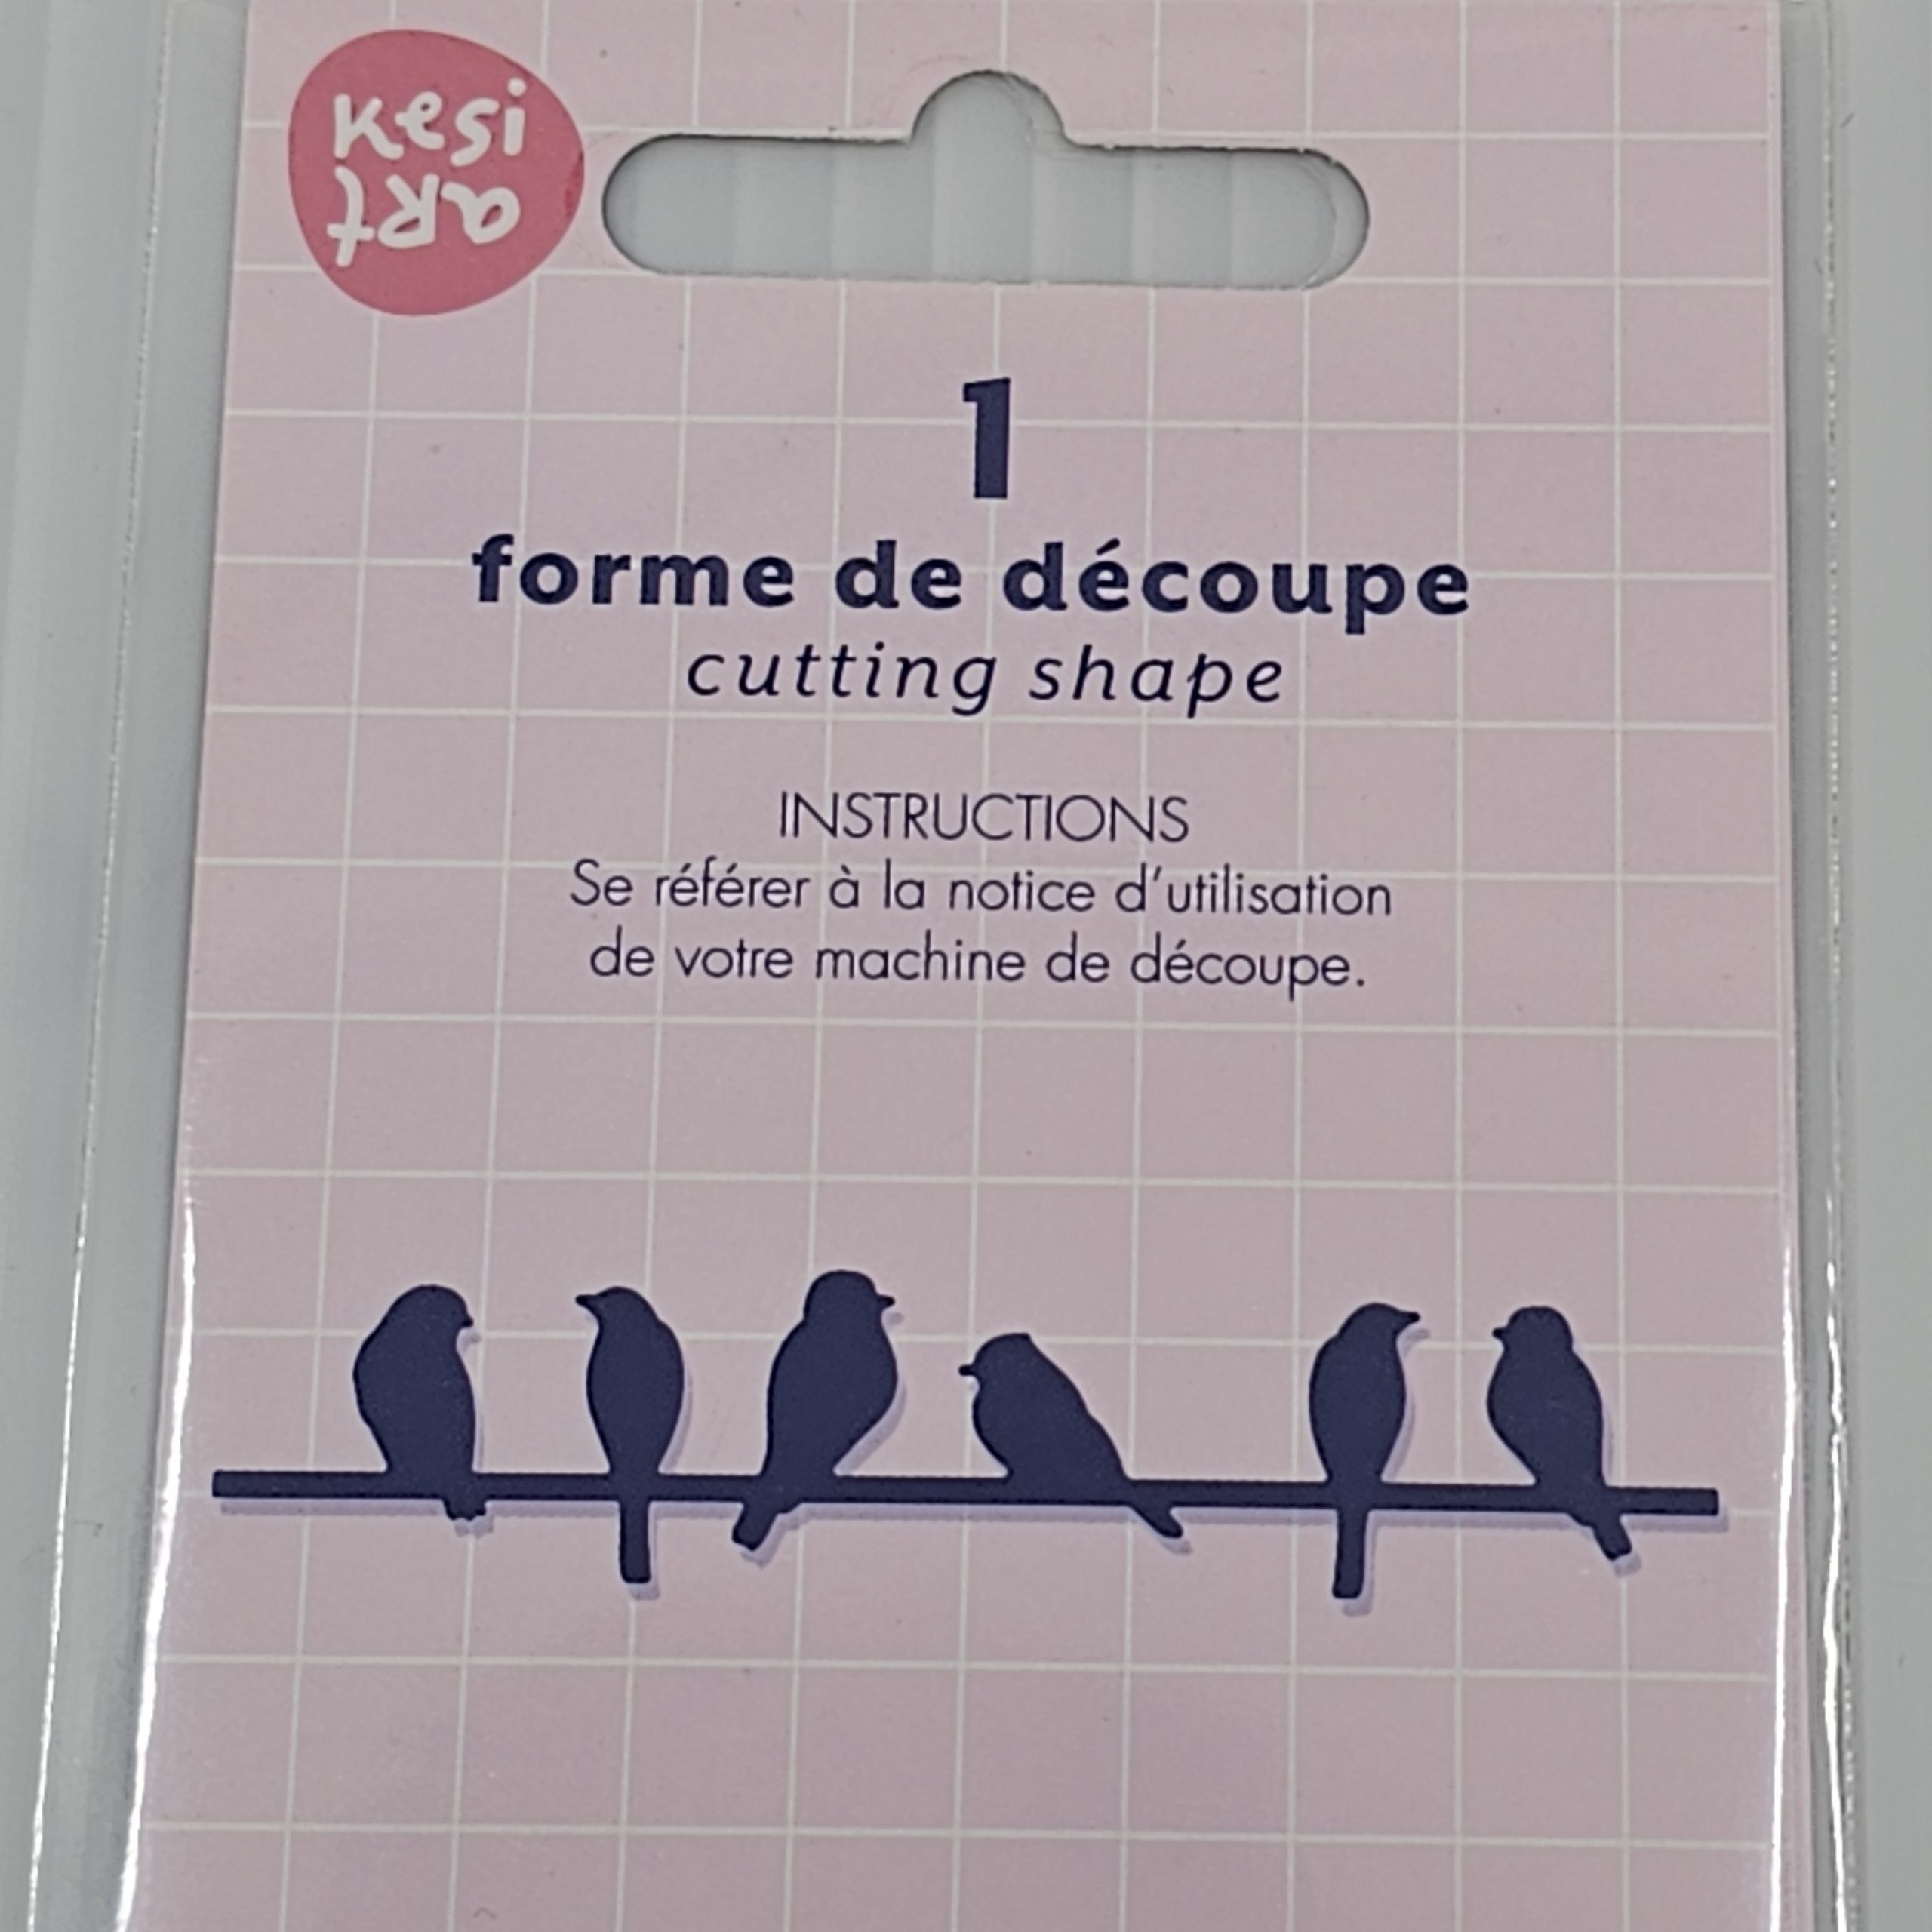 Kesi
aRt
1
forme de découpe
cutting shape
INSTRUCTIONS
Se référer à la notice d'utilisation
de votre machine de découpe.